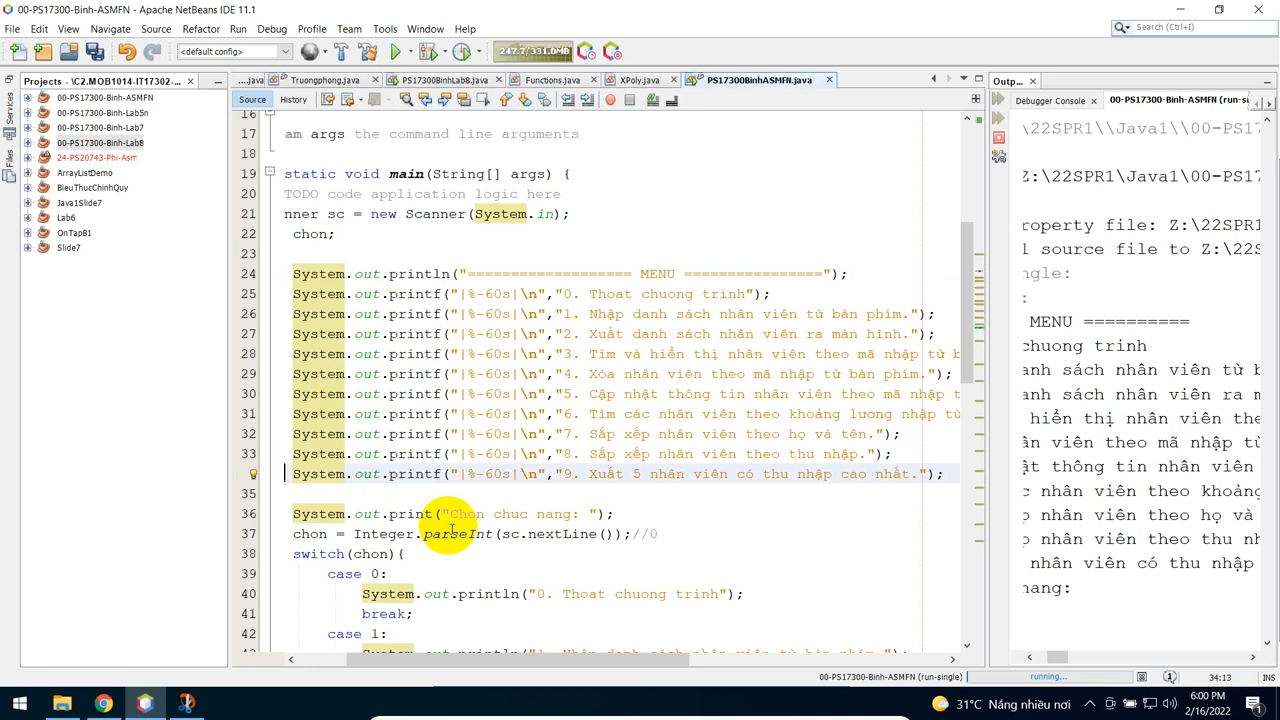 00-PS17300-Binh-ASMFN - Apache NetBeans IDE 11.1
File Edit View Navigate Source Refactor Run Debug Profile Team Tools Window Help
Search (Ctrl+I)
<default config>
247.7/331.0MB
Projects \C2.MOB1014-IT17302-...
...java Truongphong.java PS17300BinhLab8.java Functions.java XPoly.java PS17300BinhASMFN.java
Outp...
Source History
Debugger Console 00-PS17300-Binh-ASMFN (run-si
Services
Files
00-PS17300-Binh-ASMFN
00-PS17300-Binh-Lab5n
00-PS17300-Binh-Lab7
00-PS17300-Binh-Lab8
24-PS20743-Phi-Asm
ArrayListDemo
BieuThucChinhQuy
Java1Slide7
Lab6
OnTapB1
Slide7
16
17 am args the command line arguments
18
19 static void main(String[] args) {
20 TODO code application logic here
21 nner sc = new Scanner(System.in);
22 chon;
23
24 System.out.println("=================== MENU ================");
25 System.out.printf("|%-60s|\n","0. Thoat chuong trinh");
26 System.out.printf("|%-60s|\n","1. Nhập danh sách nhân viên từ bàn phím.");
27 System.out.printf("|%-60s|\n","2. Xuất danh sách nhân viên ra màn hình.");
28 System.out.printf("|%-60s|\n","3. Tìm và hiển thị nhân viên theo mã nhập từ b
29 System.out.printf("|%-60s|\n","4. Xóa nhân viên theo mã nhập từ bàn phím.");
30 System.out.printf("|%-60s|\n","5. Cập nhật thông tin nhân viên theo mã nhập t
31 System.out.printf("|%-60s|\n","6. Tìm các nhân viên theo khoảng lương nhập từ
32 System.out.printf("|%-60s|\n","7. Sắp xếp nhân viên theo họ và tên.");
33 System.out.printf("|%-60s|\n","8. Sắp xếp nhân viên theo thu nhập.");
System.out.printf("|%-60s|\n","9. Xuất 5 nhân viên có thu nhập cao nhất.");
35
36 System.out.print("Chon chuc nang: ");
37 chon = Integer.parseInt(sc.nextLine());//0
38 switch(chon){
39 case 0:
40 System.out.println("0. Thoat chuong trinh");
41 break;
42 case 1:
Z:\22SPR1\\Java1\\00-PS17
Z:\22SPR1\Java1\00-PS17
roperty file: Z:\22S
l source file to Z:\22S
ngle:
:
MENU ==========
chuong trinh
anh sách nhân viên từ b
anh sách nhân viên ra m
hiển thị nhân viên theo
ân viên theo mã nhập từ
ật thông tin nhân viên
c nhân viên theo khoảng
nhân viên theo họ và
nhân viên theo thu
nhân viên có thu nhập
nang:
00-PS17300-Binh-ASMFN (run-single) running... 34:13 INS
31°C Nắng nhiều nơi
6:00 PM
2/16/2022